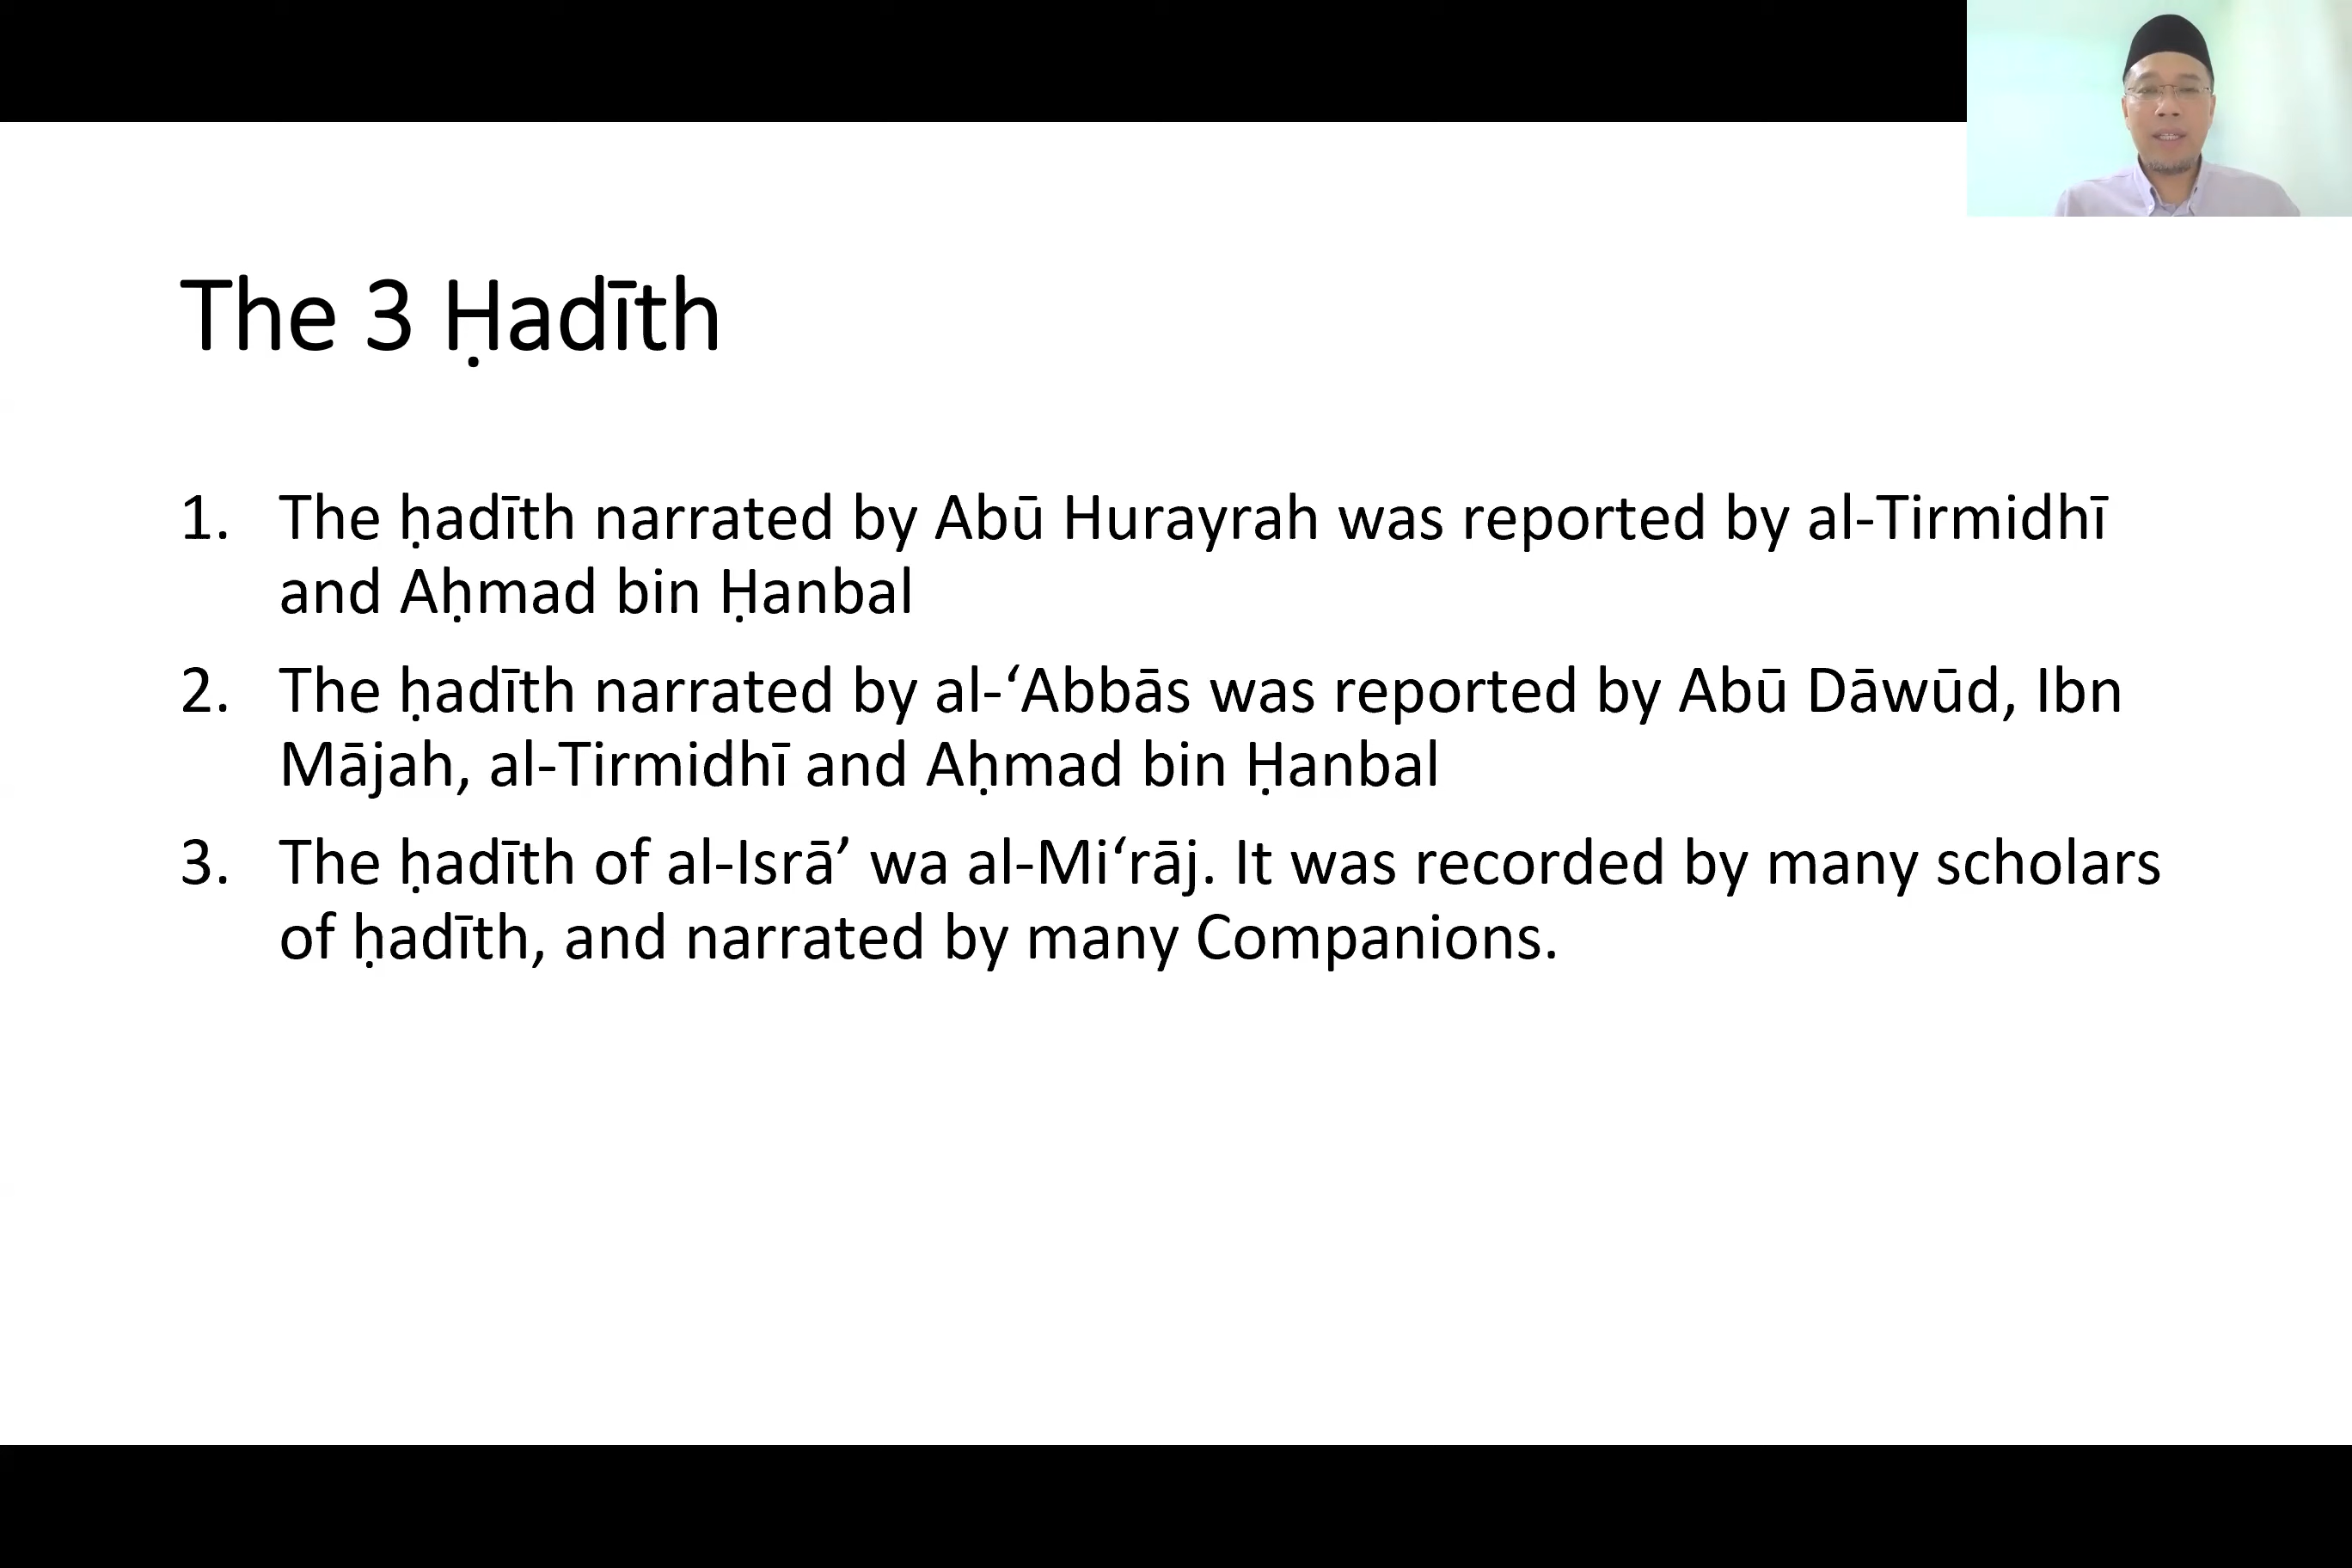 The 3 Ḥadīth
1. The ḥadīth narrated by Abū Hurayrah was reported by al-Tirmidhī
and Aḥmad bin Ḥanbal
2. The ḥadīth narrated by al-‘Abbās was reported by Abū Dāwūd, Ibn
Mājah, al-Tirmidhī and Aḥmad bin Ḥanbal
3. The ḥadīth of al-Isrā’ wa al-Mi‘rāj. It was recorded by many scholars
of ḥadīth, and narrated by many Companions.